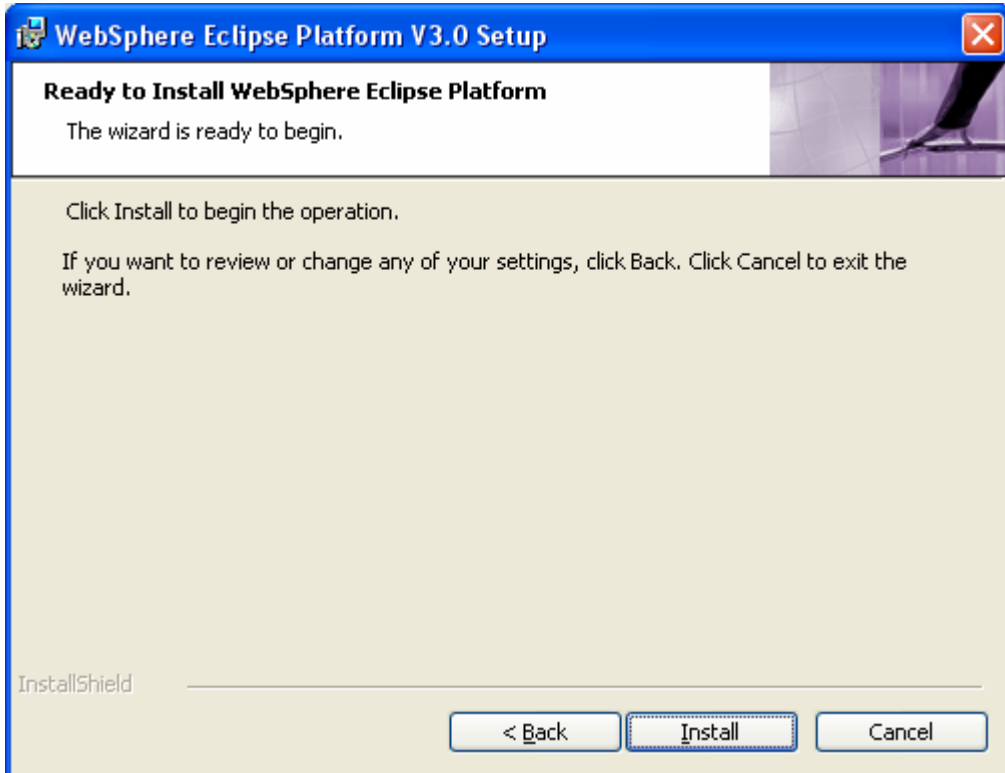 WebSphere Eclipse Platform V3.0 Setup
Ready to Install WebSphere Eclipse Platform
The wizard is ready to begin.
Click Install to begin the operation.
If you want to review or change any of your settings, click Back. Click Cancel to exit the
wizard.
InstallShield
< Back Install Cancel